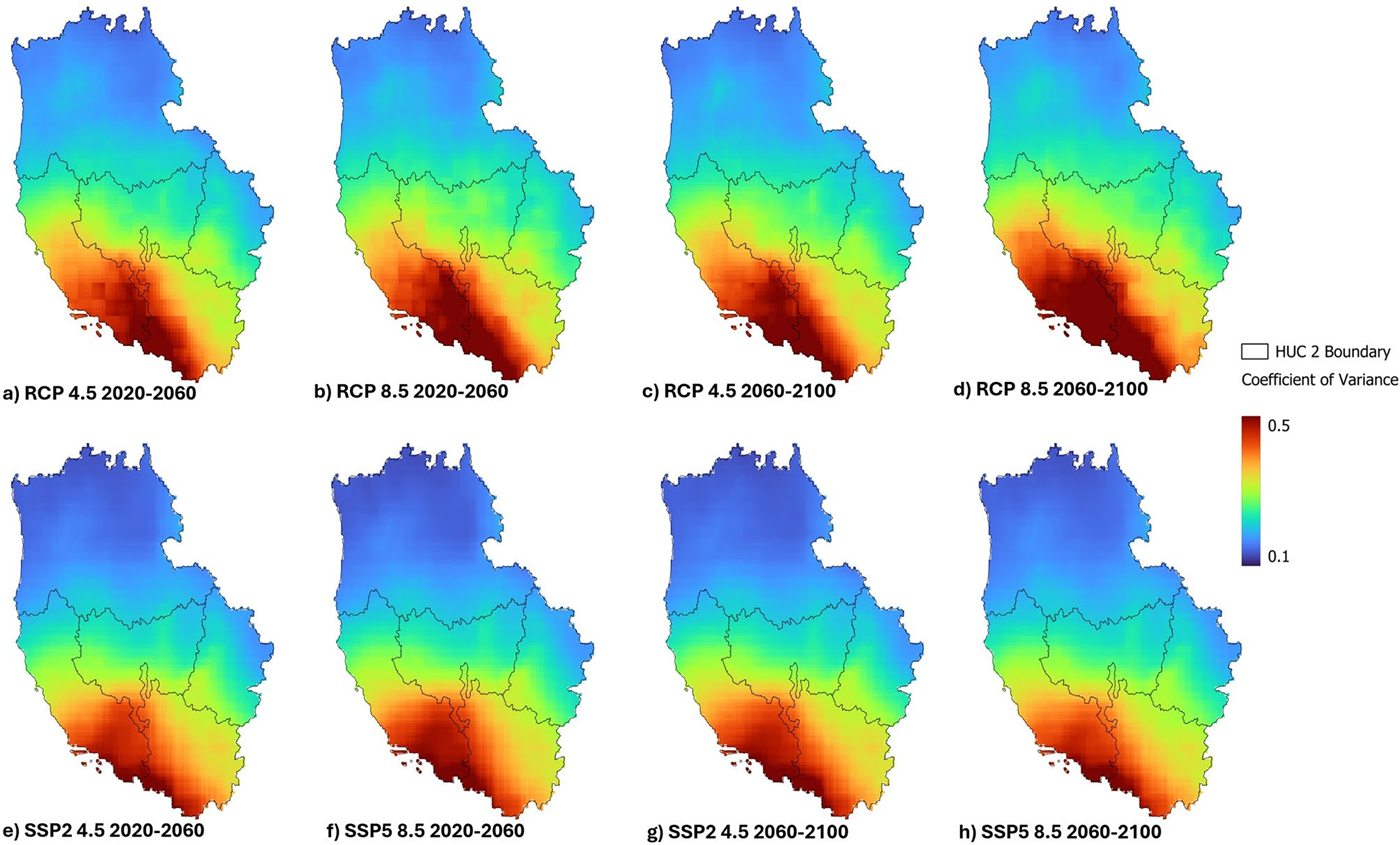 a) RCP 4.5 2020-2060
b) RCP 8.5 2020-2060
c) RCP 4.5 2060-2100
d) RCP 8.5 2060-2100
HUC 2 Boundary
Coefficient of Variance
0.5
0.1
e) SSP2 4.5 2020-2060
f) SSP5 8.5 2020-2060
g) SSP2 4.5 2060-2100
h) SSP5 8.5 2060-2100